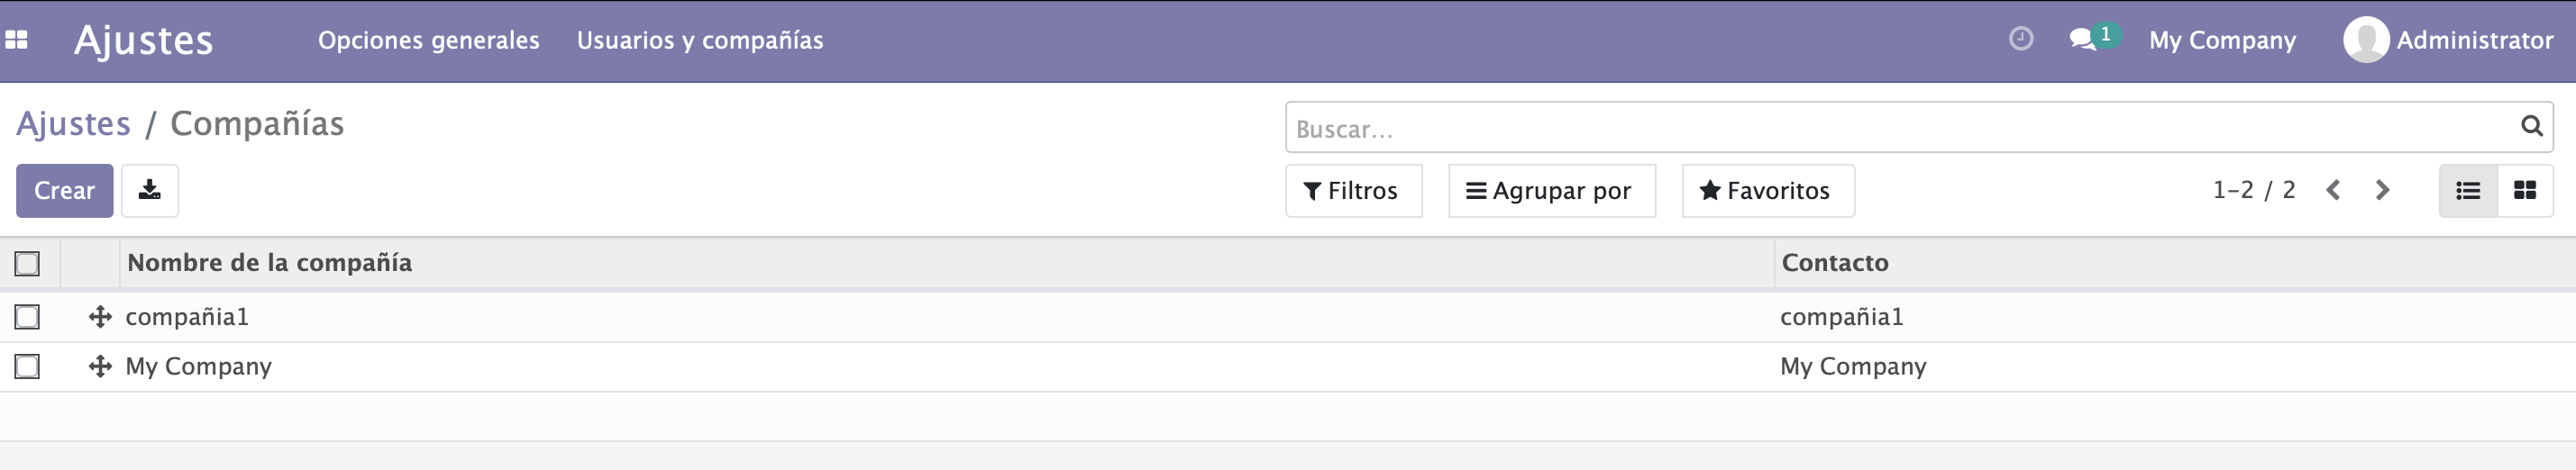 Ajustes Opciones generales Usuarios y compañías 1 My Company Administrator
Ajustes / Compañías Buscar...
Crear Filtros Agrupar por Favoritos 1-2 / 2
Nombre de la compañía Contacto
compañia1 compañia1
My Company My Company